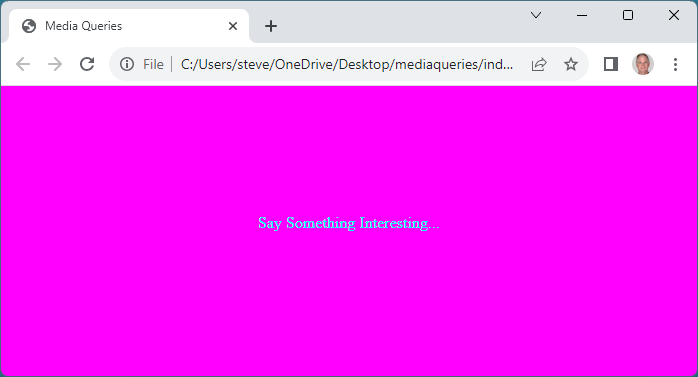 Media Queries
File | C:/Users/steve/OneDrive/Desktop/mediaqueries/ind...
Say Something Interesting...